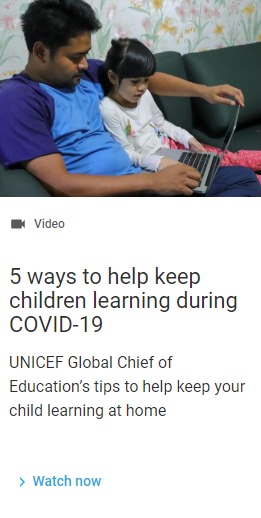 Video
5 ways to help keep
children learning during
COVID-19
UNICEF Global Chief of
Education’s tips to help keep your
child learning at home
Watch now